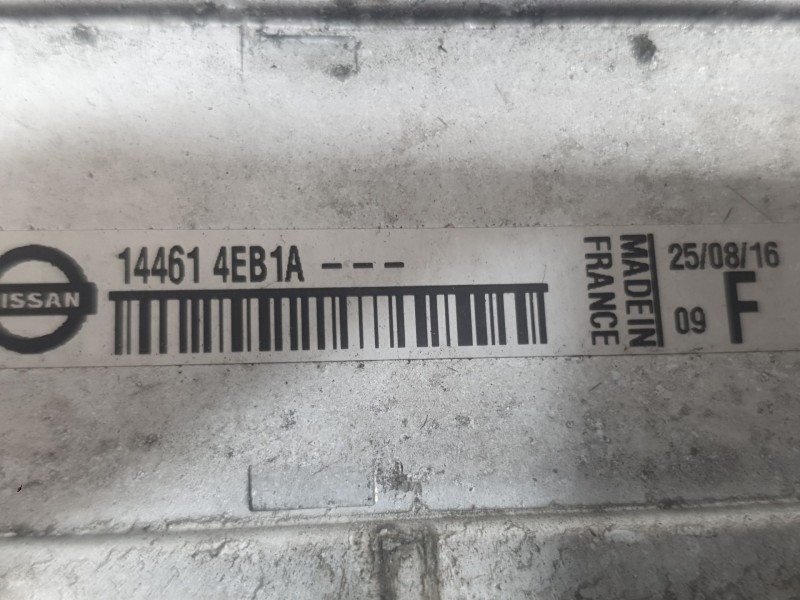 NISSAN
14461 4EB1A - - -
MADE IN
FRANCE
25/08/16
09 F